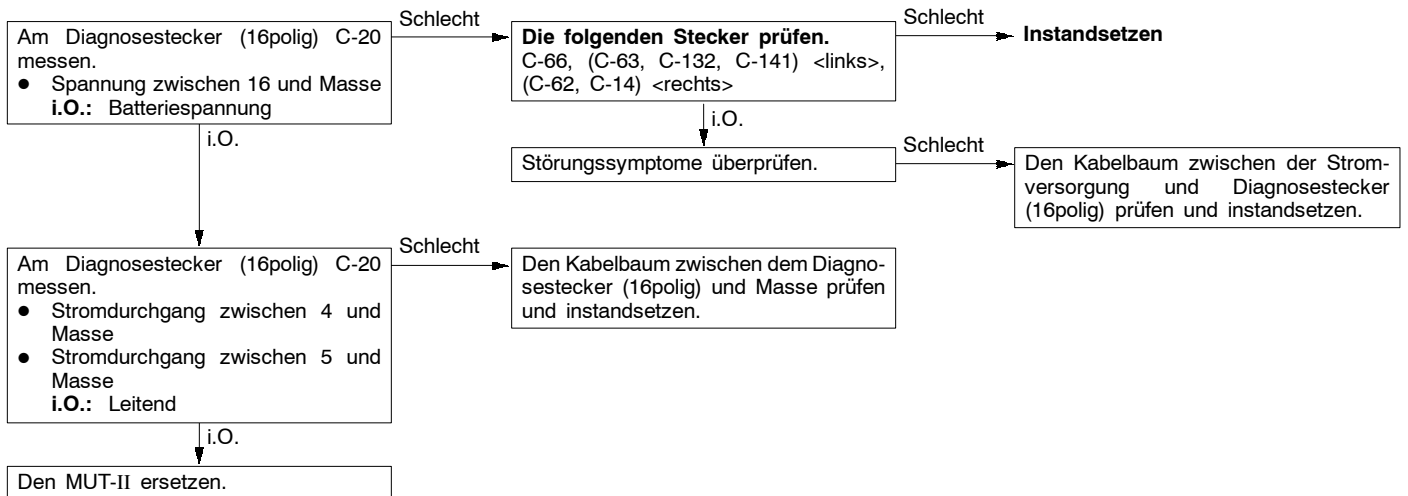 Am Diagnosestecker (16polig) C-20
messen.
● Spannung zwischen 16 und Masse
i.O.: Batteriespannung
Schlecht
Die folgenden Stecker prüfen.
C-66, (C-63, C-132, C-141) <links>,
(C-62, C-14) <rechts>
Schlecht
Instandsetzen
i.O.
i.O.
Störungssymptome überprüfen.
Schlecht
Den Kabelbaum zwischen der Strom-
versorgung und Diagnosestecker
(16polig) prüfen und instandsetzen.
Am Diagnosestecker (16polig) C-20
messen.
● Stromdurchgang zwischen 4 und
Masse
● Stromdurchgang zwischen 5 und
Masse
i.O.: Leitend
Schlecht
Den Kabelbaum zwischen dem Diagno-
sestecker (16polig) und Masse prüfen
und instandsetzen.
i.O.
Den MUT-II ersetzen.